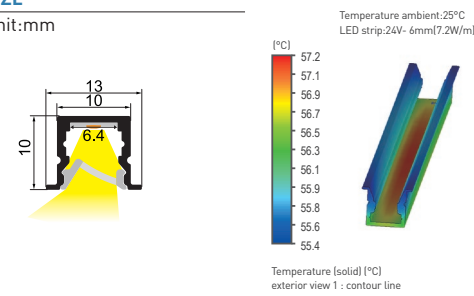 Unit:mm
13
10
6.4
10
Temperature ambient:25°C
LED strip:24V- 6mm(7.2W/m)
(°C)
57.2
57.1
56.9
56.7
56.5
56.3
56.1
55.9
55.8
55.6
55.4
Temperature (solid) (°C)
exterior view 1 : contour line